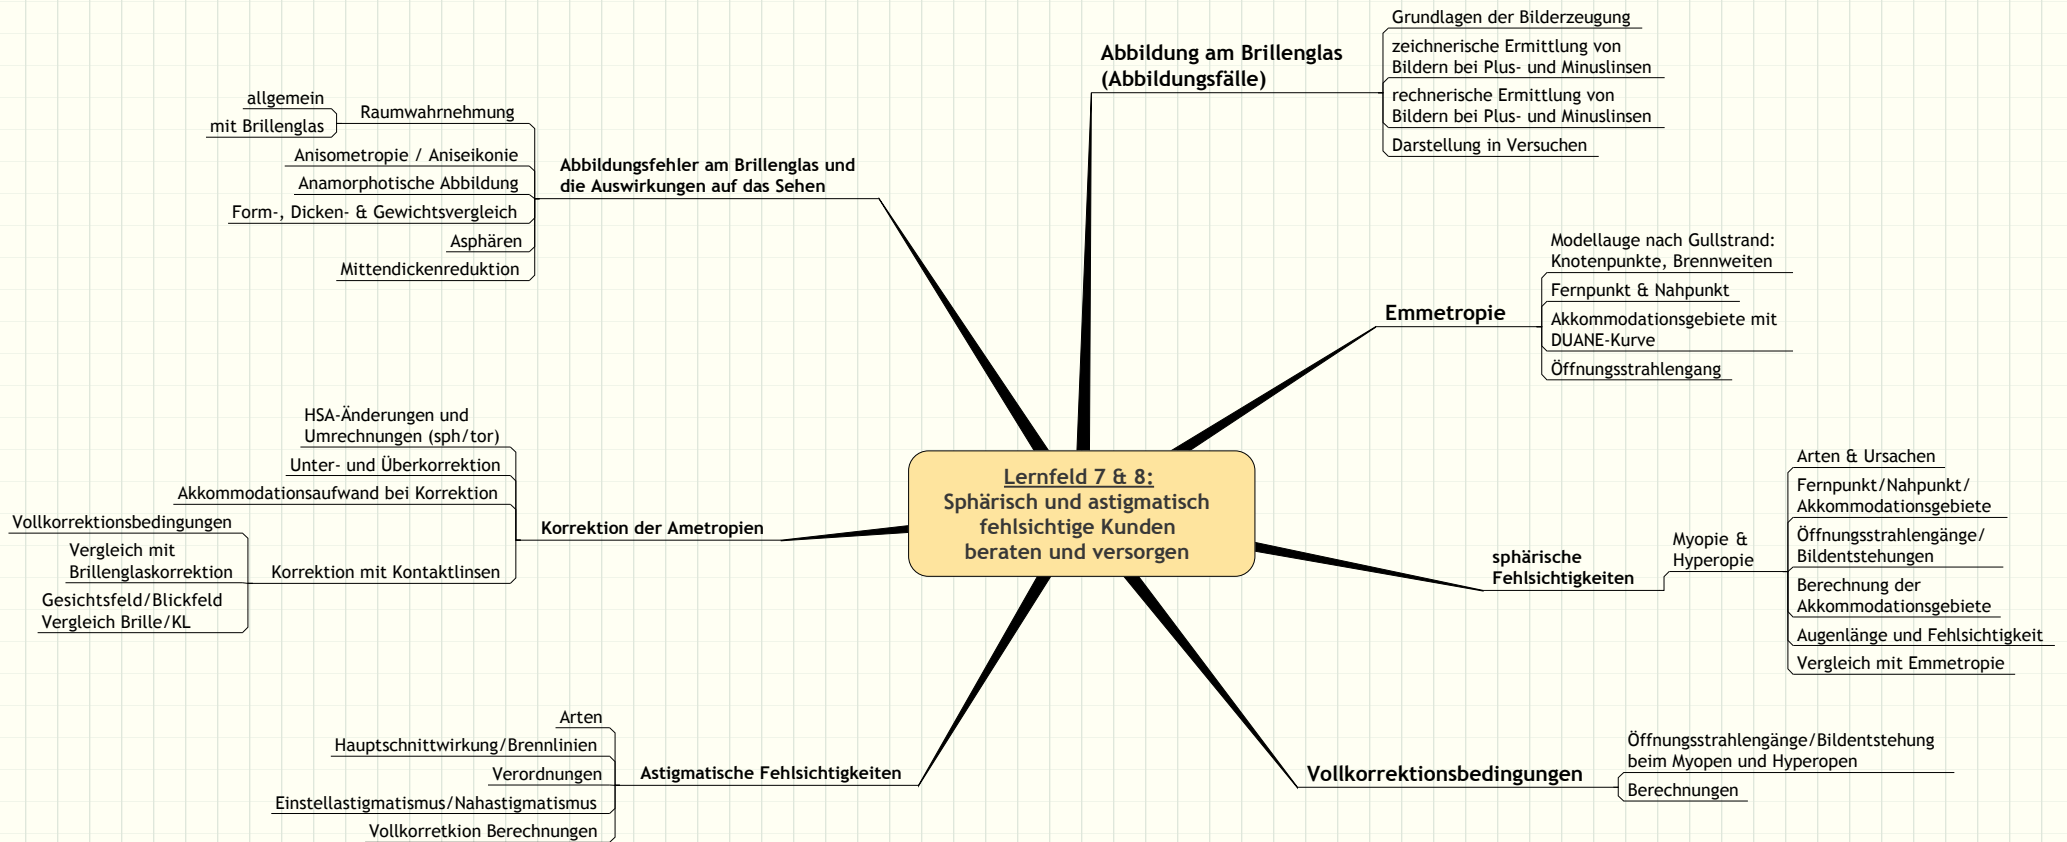 Lernfeld 7 & 8:
Sphärisch und astigmatisch
fehlsichtige Kunden
beraten und versorgen
Abbildung am Brillenglas
(Abbildungsfälle)
Grundlagen der Bilderzeugung
zeichnerische Ermittlung von
Bildern bei Plus- und Minuslinsen
rechnerische Ermittlung von
Bildern bei Plus- und Minuslinsen
Darstellung in Versuchen
Emmetropie
Modellauge nach Gullstrand:
Knotenpunkte, Brennweiten
Fernpunkt & Nahpunkt
Akkommodationsgebiete mit
DUANE-Kurve
Öffnungsstrahlengang
sphärische
Fehlsichtigkeiten
Myopie &
Hyperopie
Arten & Ursachen
Fernpunkt/Nahpunkt/
Akkommodationsgebiete
Öffnungsstrahlengänge/
Bildentstehungen
Berechnung der
Akkommodationsgebiete
Augenlänge und Fehlsichtigkeit
Vergleich mit Emmetropie
Vollkorrektionsbedingungen
Öffnungsstrahlengänge/Bildentstehung
beim Myopen und Hyperopen
Berechnungen
Astigmatische Fehlsichtigkeiten
Arten
Hauptschnittwirkung/Brennlinien
Verordnungen
Einstellastigmatismus/Nahastigmatismus
Vollkorretkion Berechnungen
Korrektion der Ametropien
HSA-Änderungen und
Umrechnungen (sph/tor)
Unter- und Überkorrektion
Akkommodationsaufwand bei Korrektion
Korrektion mit Kontaktlinsen
Vollkorrektionsbedingungen
Vergleich mit
Brillenglaskorrektion
Gesichtsfeld/Blickfeld
Vergleich Brille/KL
Abbildungsfehler am Brillenglas und
die Auswirkungen auf das Sehen
Raumwahrnehmung
allgemein
mit Brillenglas
Anisometropie / Aniseikonie
Anamorphotische Abbildung
Form-, Dicken- & Gewichtsvergleich
Asphären
Mittendickenreduktion